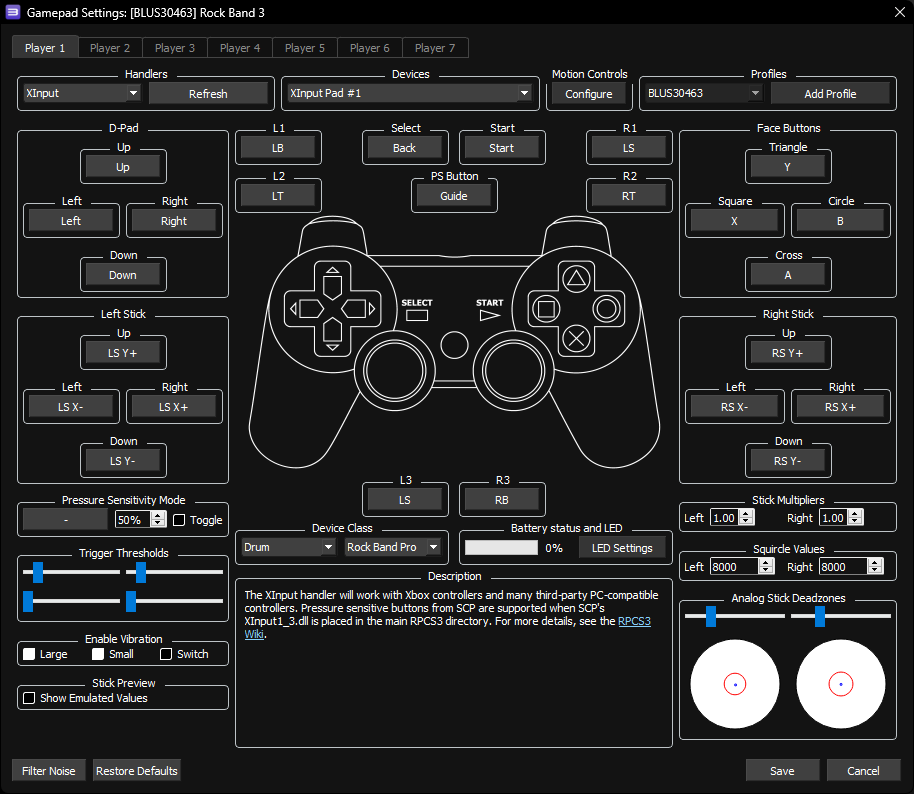 Gamepad Settings: [BLUS30463] Rock Band 3
Player 1 Player 2 Player 3 Player 4 Player 5 Player 6 Player 7
Handlers
XInput Refresh
Devices
XInput Pad #1
Motion Controls
Configure
Profiles
BLUS30463 Add Profile
D-Pad
Up
Up
Left
Left
Right
Right
Down
Down
L1
LB
L2
LT
Select
Back
Start
Start
PS Button
Guide
R1
LS
R2
RT
Face Buttons
Triangle
Y
Square
X
Circle
B
Cross
A
SELECT START
Left Stick
Up
LS Y+
Left
LS X-
Right
LS X+
Down
LS Y-
Right Stick
Up
RS Y+
Left
RS X-
Right
RS X+
Down
RS Y-
L3
LS
R3
RB
Pressure Sensitivity Mode
- 50% Toggle
Device Class
Drum Rock Band Pro
Battery status and LED
0% LED Settings
Stick Multipliers
Left 1.00 Right 1.00
Trigger Thresholds
Squircle Values
Left 8000 Right 8000
Description
The XInput handler will work with Xbox controllers and many third-party PC-compatible
controllers. Pressure sensitive buttons from SCP are supported when SCP's
XInput1_3.dll is placed in the main RPCS3 directory. For more details, see the RPCS3
Wiki.
Analog Stick Deadzones
Enable Vibration
Large Small Switch
Stick Preview
Show Emulated Values
Filter Noise Restore Defaults Save Cancel